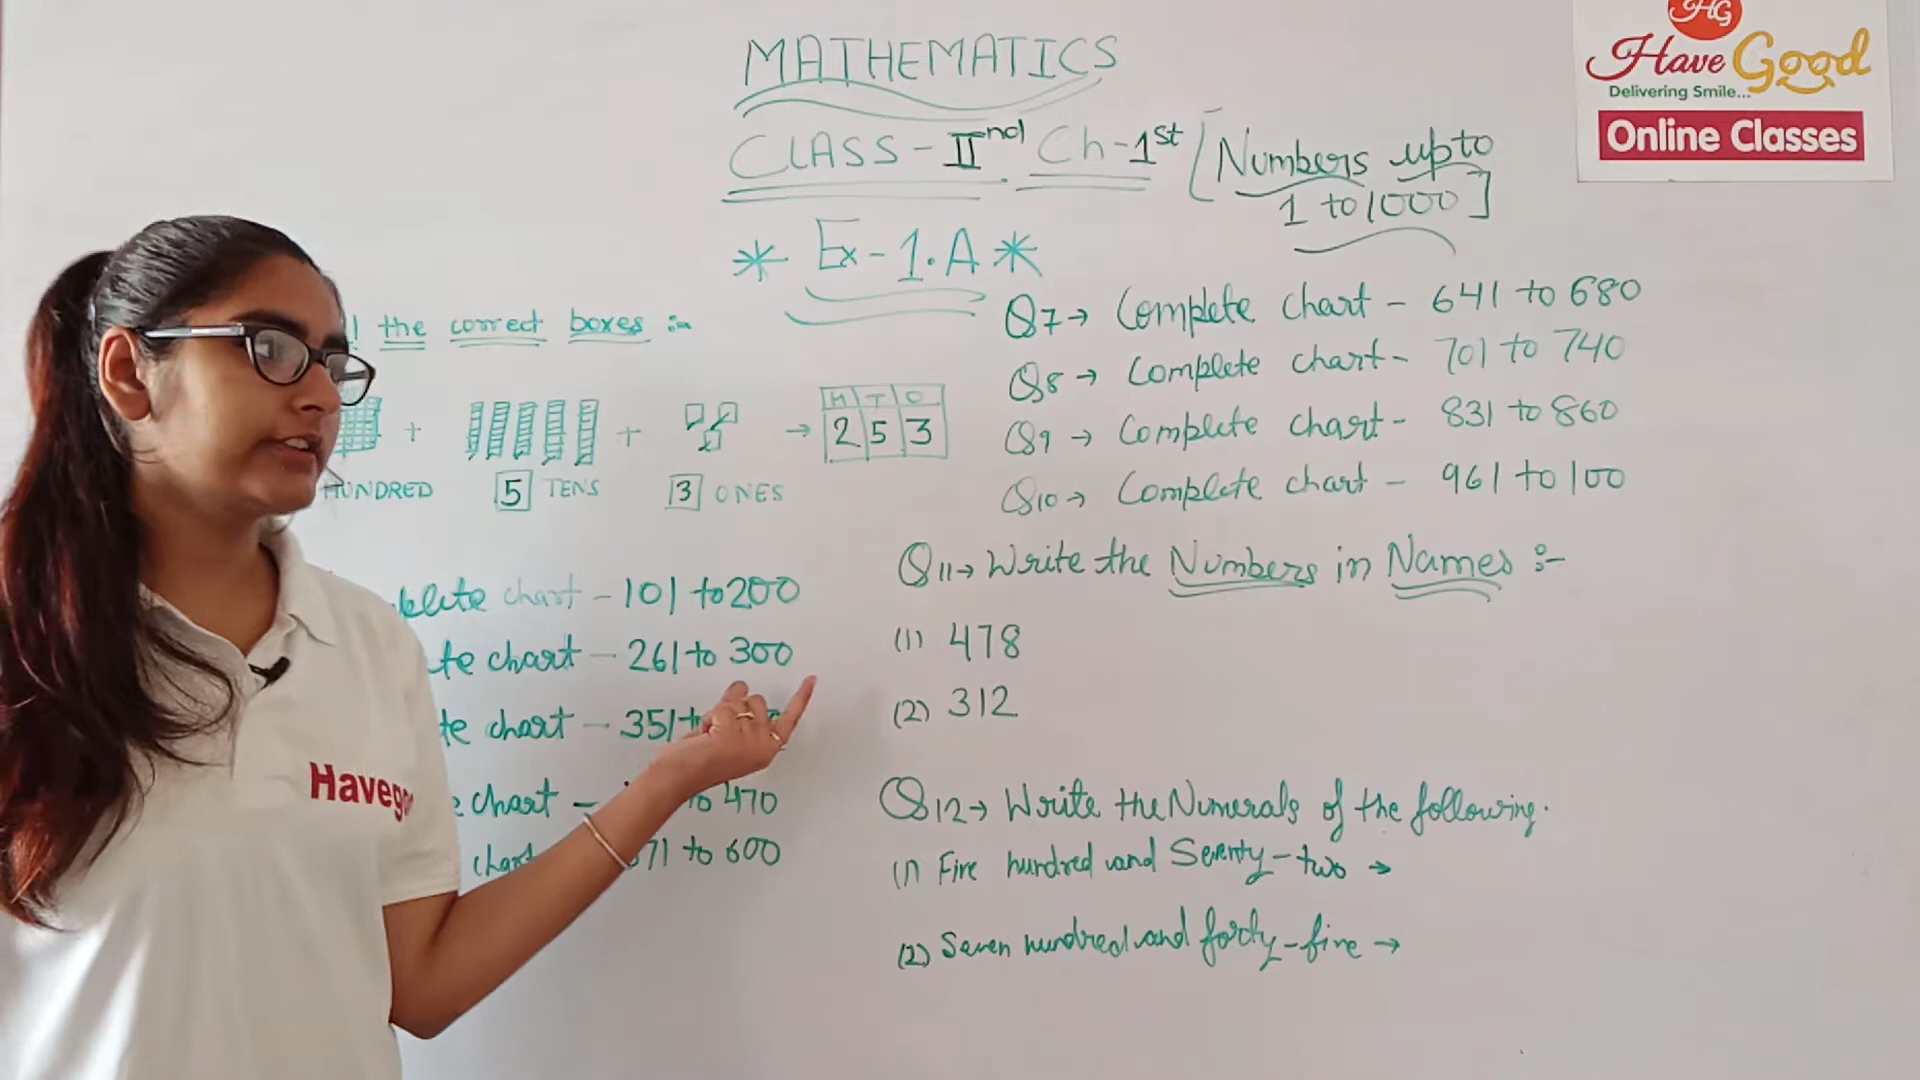 MATHEMATICS
CLASS - IInd Ch-1st [Numbers upto
1 to 1000]
* Ex-1.A *
HG
Have Good
Delivering Smile...
Online Classes
the correct boxes :-
H T O
+ + → 2 5 3
HUNDRED 5 TENS 3 ONES
chart - 101 to 200
chart - 261 to 300
chart - 351 to
chart - to 470
chart 71 to 600
Q7→ Complete chart - 641 to 680
Q8→ Complete chart - 701 to 740
Q9→ Complete chart - 831 to 860
Q10→ Complete chart - 961 to 100
Q11→ Write the Numbers in Names :-
(1) 478
(2) 312
Q12→ Write the Numerals of the following.
(1) Five hundred and Seventy-two →
(2) Seven hundred and forty-five →
Havego